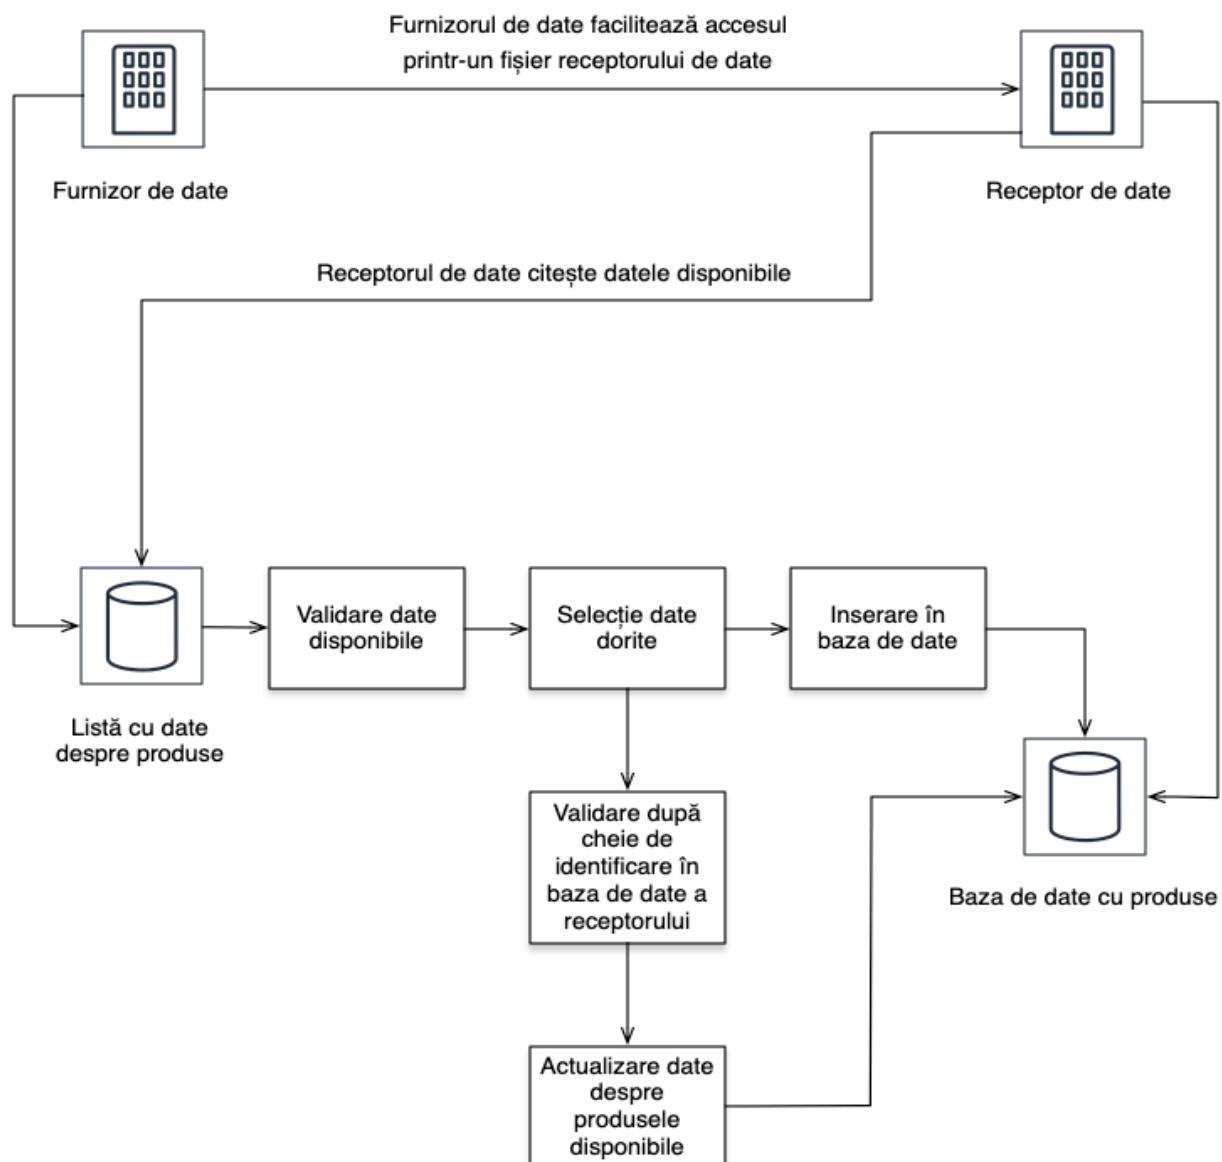 Furnizorul de date facilitează accesul
printr-un fișier receptorului de date
Furnizor de date
Receptor de date
Receptorul de date citește datele disponibile
Validare date
disponibile
Selecție date
dorite
Inserare în
baza de date
Listă cu date
despre produse
Validare după
cheie de
identificare în
baza de date a
receptorului
Baza de date cu produse
Actualizare date
despre
produsele
disponibile